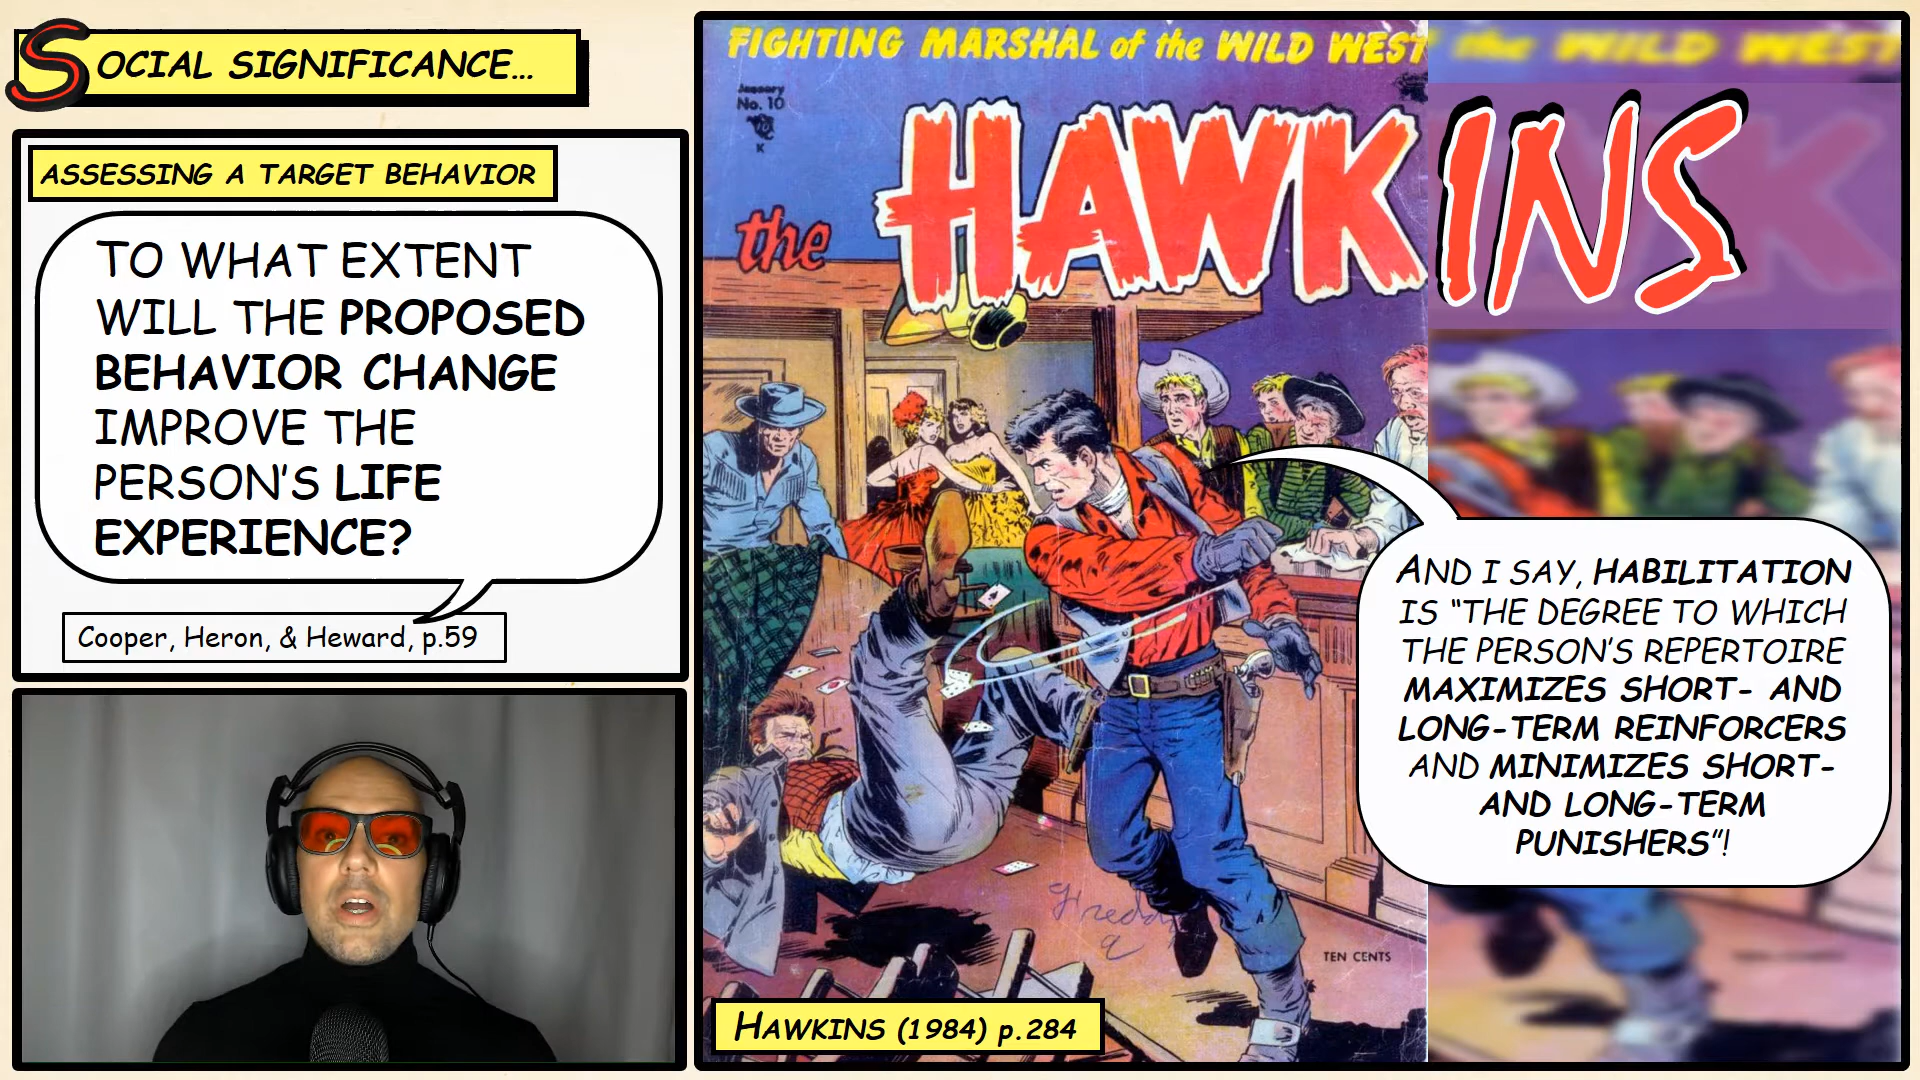 SOCIAL SIGNIFICANCE...
ASSESSING A TARGET BEHAVIOR
TO WHAT EXTENT
WILL THE PROPOSED
BEHAVIOR CHANGE
IMPROVE THE
PERSON'S LIFE
EXPERIENCE?
Cooper, Heron, & Heward, p.59
FIGHTING MARSHAL of the WILD WEST
January
No. 10
K
the HAWKINS
AND I SAY, HABILITATION
IS "THE DEGREE TO WHICH
THE PERSON'S REPERTOIRE
MAXIMIZES SHORT- AND
LONG-TERM REINFORCERS
AND MINIMIZES SHORT-
AND LONG-TERM
PUNISHERS"!
Freddy
TEN CENTS
HAWKINS (1984) p.284